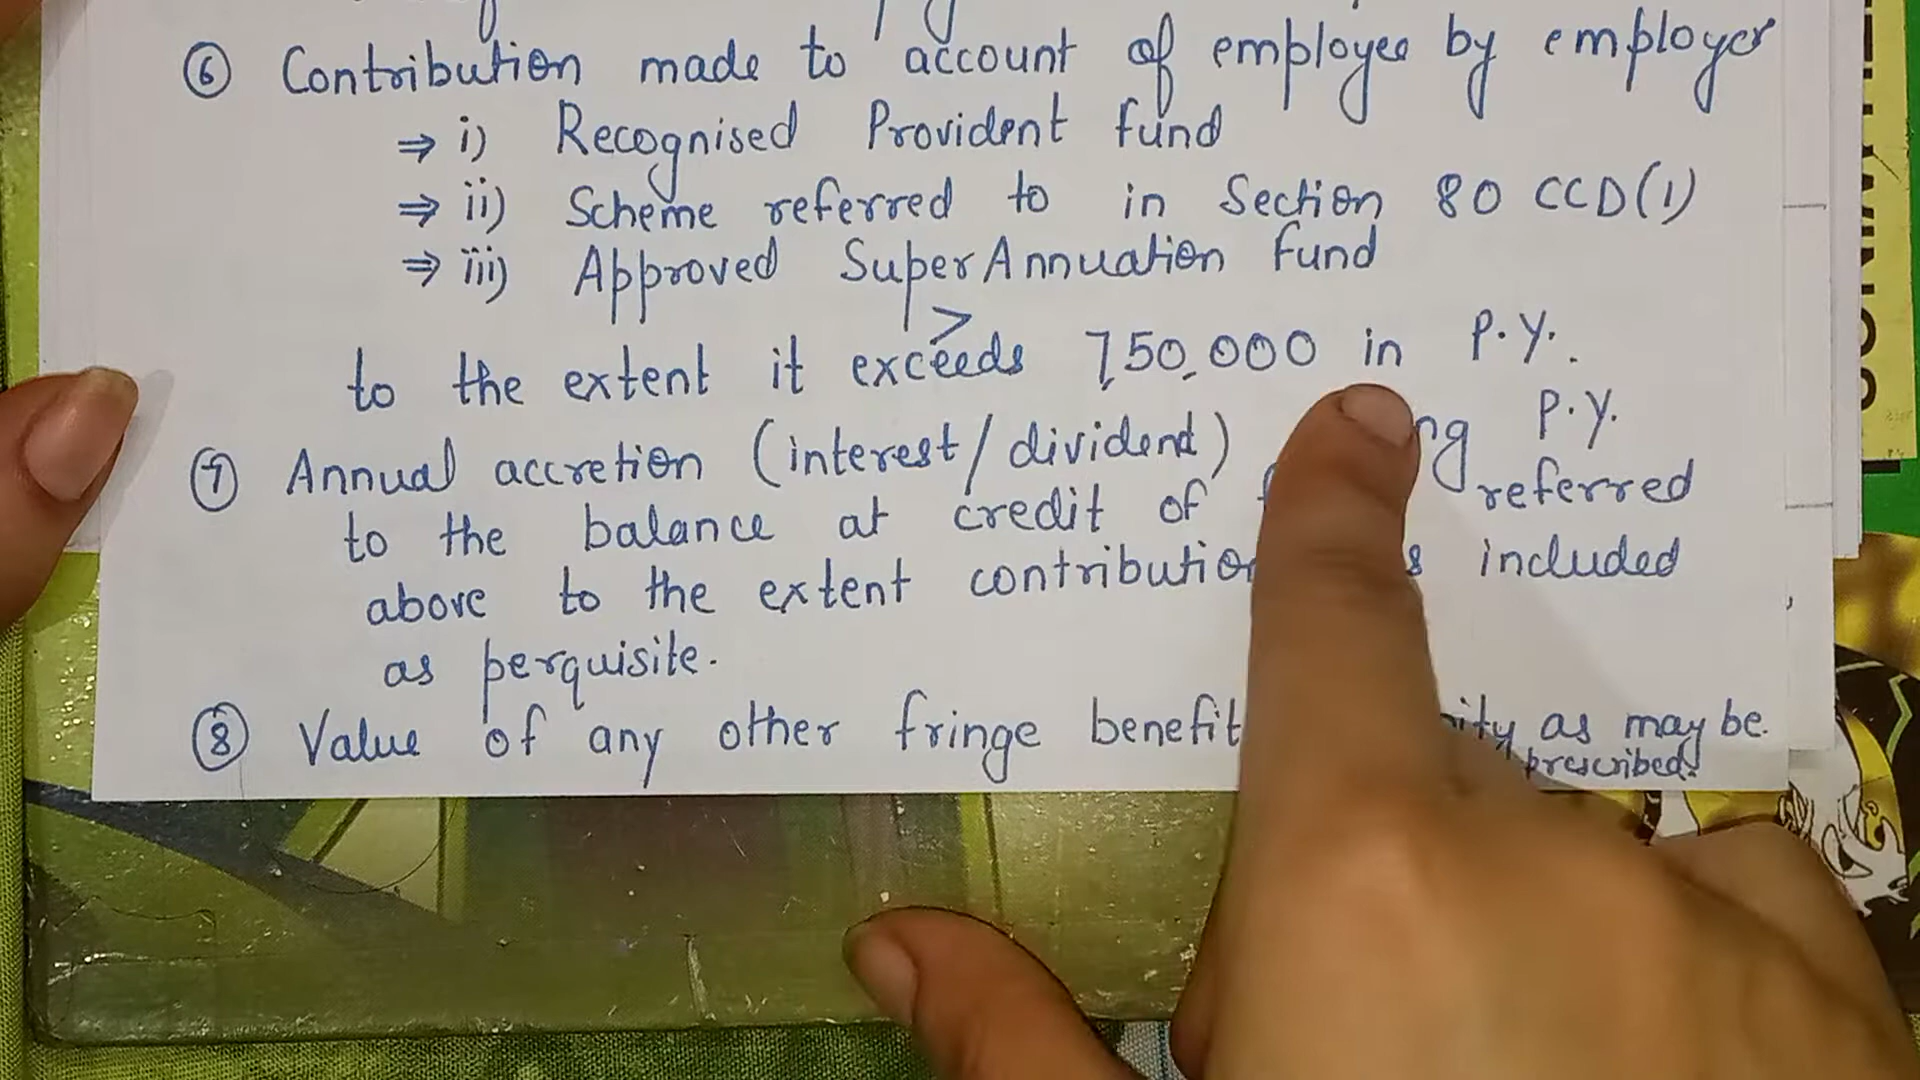 ⑥ Contribution made to account of employee by employer
⇒ i) Recognised Provident fund
⇒ ii) Scheme referred to in Section 80 CCD(1)
⇒ iii) Approved SuperAnnuation Fund
>
to the extent it exceeds 7,50,000 in P.Y.
⑦ Annual accretion (interest/dividend) P.Y.
to the balance at credit of referred
above to the extent contribution included
as perquisite.
⑧ Value of any other fringe benefit as may be
prescribed.